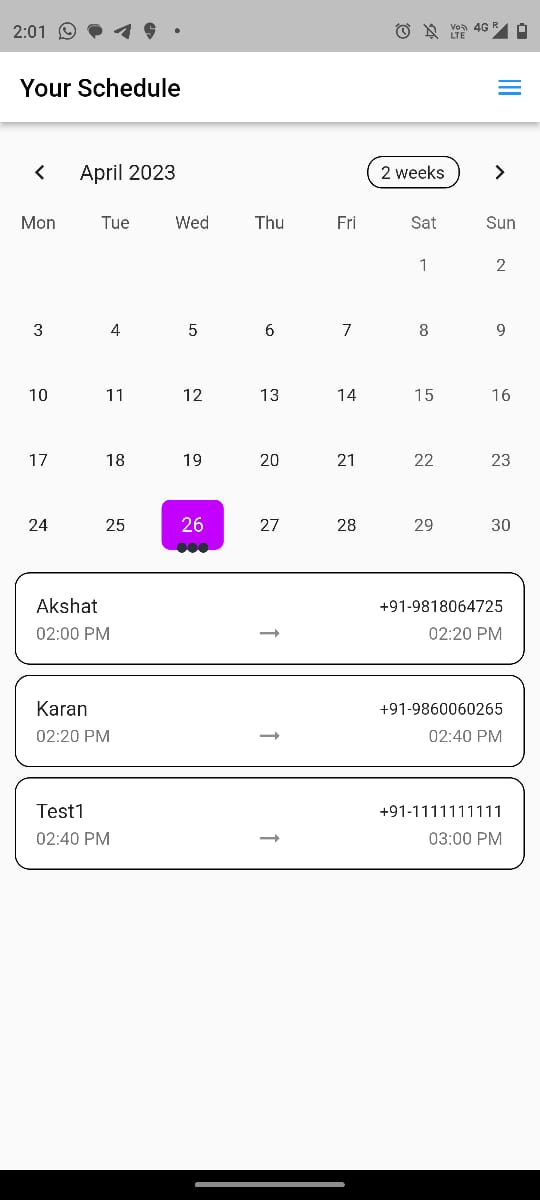 2:01 Vo LTE 4G R
Your Schedule
April 2023 2 weeks
Mon Tue Wed Thu Fri Sat Sun
1 2
3 4 5 6 7 8 9
10 11 12 13 14 15 16
17 18 19 20 21 22 23
24 25 26 27 28 29 30
Akshat +91-9818064725
02:00 PM → 02:20 PM
Karan +91-9860060265
02:20 PM → 02:40 PM
Test1 +91-1111111111
02:40 PM → 03:00 PM